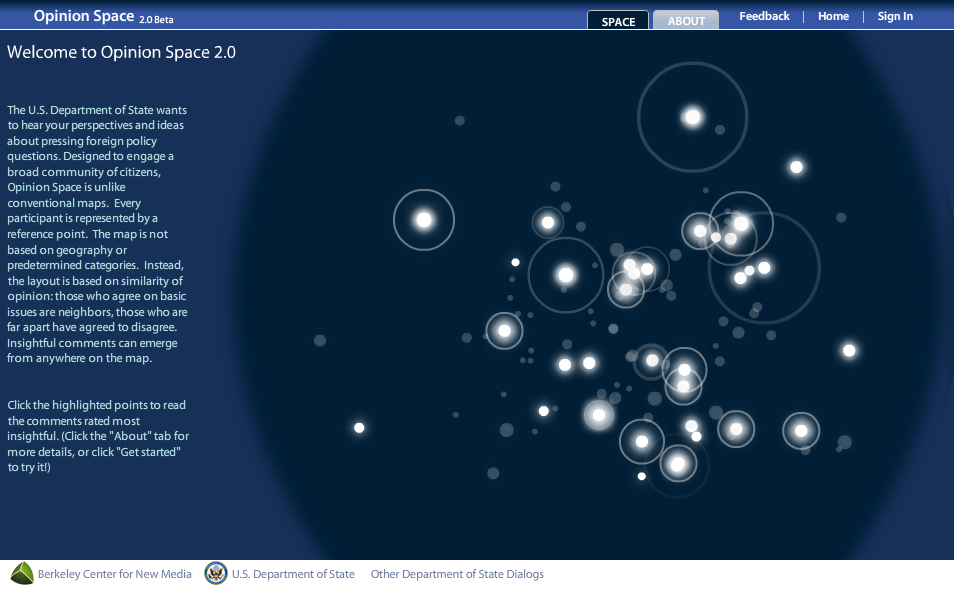 Opinion Space 2.0 Beta
SPACE
ABOUT
Feedback
Home
Sign In
Welcome to Opinion Space 2.0
The U.S. Department of State wants
to hear your perspectives and ideas
about pressing foreign policy
questions. Designed to engage a
broad community of citizens,
Opinion Space is unlike
conventional maps. Every
participant is represented by a
reference point. The map is not
based on geography or
predetermined categories. Instead,
the layout is based on similarity of
opinion: those who agree on basic
issues are neighbors, those who are
far apart have agreed to disagree.
Insightful comments can emerge
from anywhere on the map.
Click the highlighted points to read
the comments rated most
insightful. (Click the "About" tab for
more details, or click "Get started"
to try it!)
Berkeley Center for New Media
U.S. Department of State
Other Department of State Dialogs